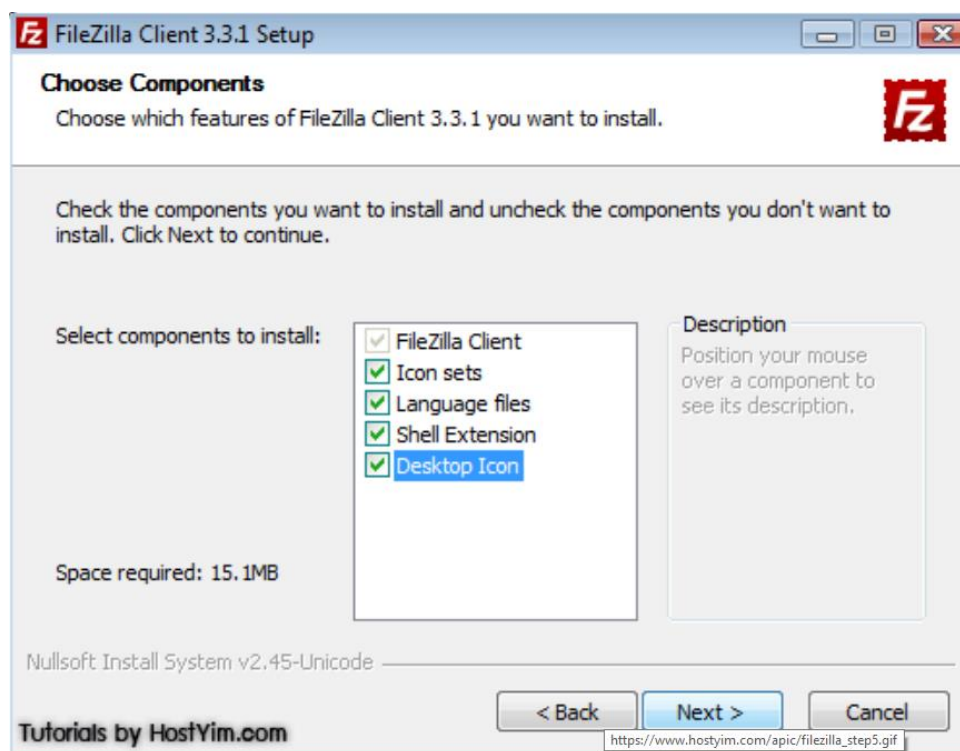 FileZilla Client 3.3.1 Setup
Choose Components
Choose which features of FileZilla Client 3.3.1 you want to install.
Fz
Check the components you want to install and uncheck the components you don't want to
install. Click Next to continue.
Select components to install:
FileZilla Client
Icon sets
Language files
Shell Extension
Desktop Icon
Description
Position your mouse
over a component to
see its description.
Space required: 15.1MB
Nullsoft Install System v2.45-Unicode
< Back
Next >
Cancel
Tutorials by HostYim.com
https://www.hostyim.com/apic/filezilla_step5.gif